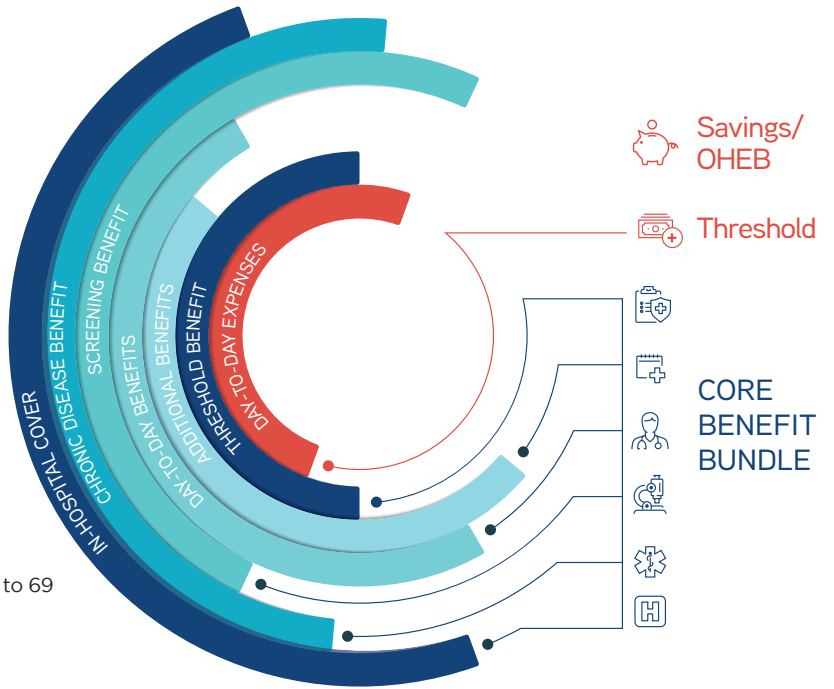 IN-HOSPITAL COVER
CHRONIC DISEASE BENEFIT
SCREENING BENEFIT
DAY-TO-DAY BENEFITS
ADDITIONAL BENEFITS
THRESHOLD BENEFIT
DAY-TO-DAY EXPENSES
Savings/
OHEB
Threshold
CORE
BENEFIT
BUNDLE
H
to 69